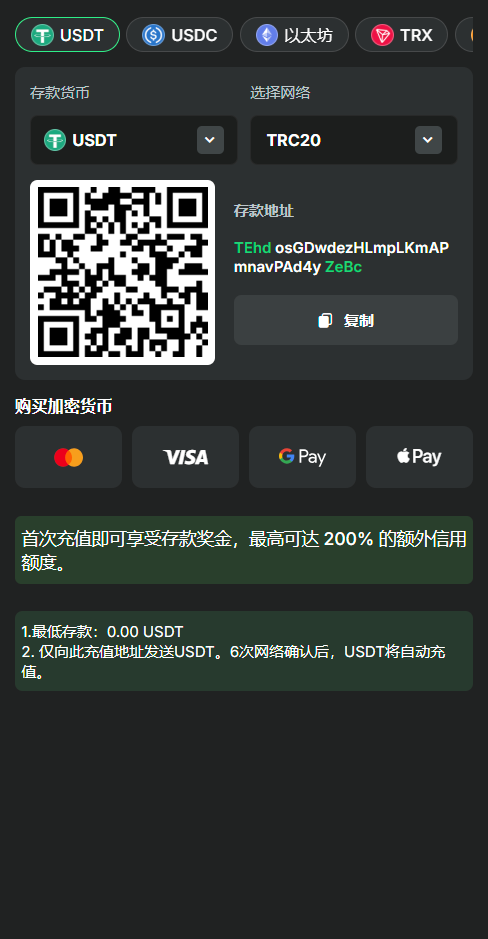 USDT USDC 以太坊 TRX
存款货币 选择网络
USDT TRC20
存款地址
TEhd osGDwdezHLmpLKmAP
mnavPAd4y ZeBc
复制
购买加密货币
VISA G Pay Pay
首次充值即可享受存款奖金，最高可达 200% 的额外信用
额度。
1.最低存款：0.00 USDT
2. 仅向此充值地址发送USDT。6次网络确认后，USDT将自动充
值。